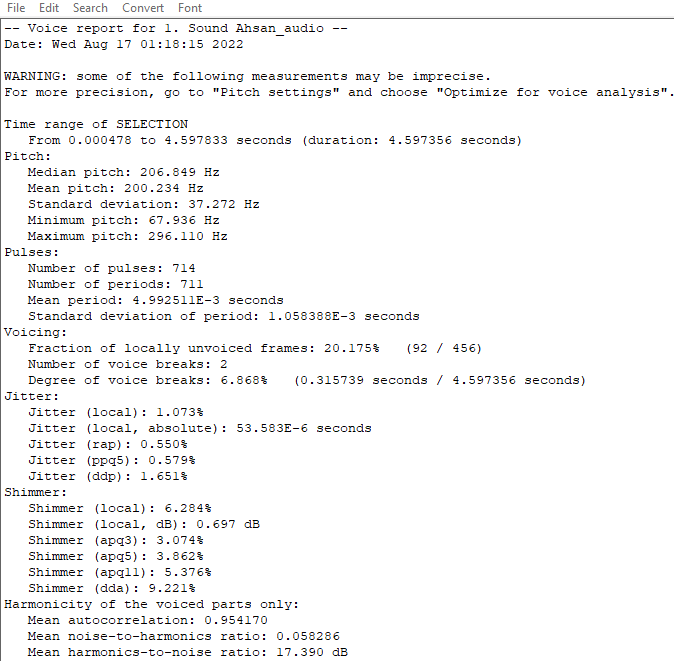 File Edit Search Convert Font
-- Voice report for 1. Sound Ahsan_audio --
Date: Wed Aug 17 01:18:15 2022
WARNING: some of the following measurements may be imprecise.
For more precision, go to "Pitch settings" and choose "Optimize for voice analysis".
Time range of SELECTION
From 0.000478 to 4.597833 seconds (duration: 4.597356 seconds)
Pitch:
Median pitch: 206.849 Hz
Mean pitch: 200.234 Hz
Standard deviation: 37.272 Hz
Minimum pitch: 67.936 Hz
Maximum pitch: 296.110 Hz
Pulses:
Number of pulses: 714
Number of periods: 711
Mean period: 4.992511E-3 seconds
Standard deviation of period: 1.058388E-3 seconds
Voicing:
Fraction of locally unvoiced frames: 20.175% (92 / 456)
Number of voice breaks: 2
Degree of voice breaks: 6.868% (0.315739 seconds / 4.597356 seconds)
Jitter:
Jitter (local): 1.073%
Jitter (local, absolute): 53.583E-6 seconds
Jitter (rap): 0.550%
Jitter (ppq5): 0.579%
Jitter (ddp): 1.651%
Shimmer:
Shimmer (local): 6.284%
Shimmer (local, dB): 0.697 dB
Shimmer (apq3): 3.074%
Shimmer (apq5): 3.862%
Shimmer (apq11): 5.376%
Shimmer (dda): 9.221%
Harmonicity of the voiced parts only:
Mean autocorrelation: 0.954170
Mean noise-to-harmonics ratio: 0.058286
Mean harmonics-to-noise ratio: 17.390 dB